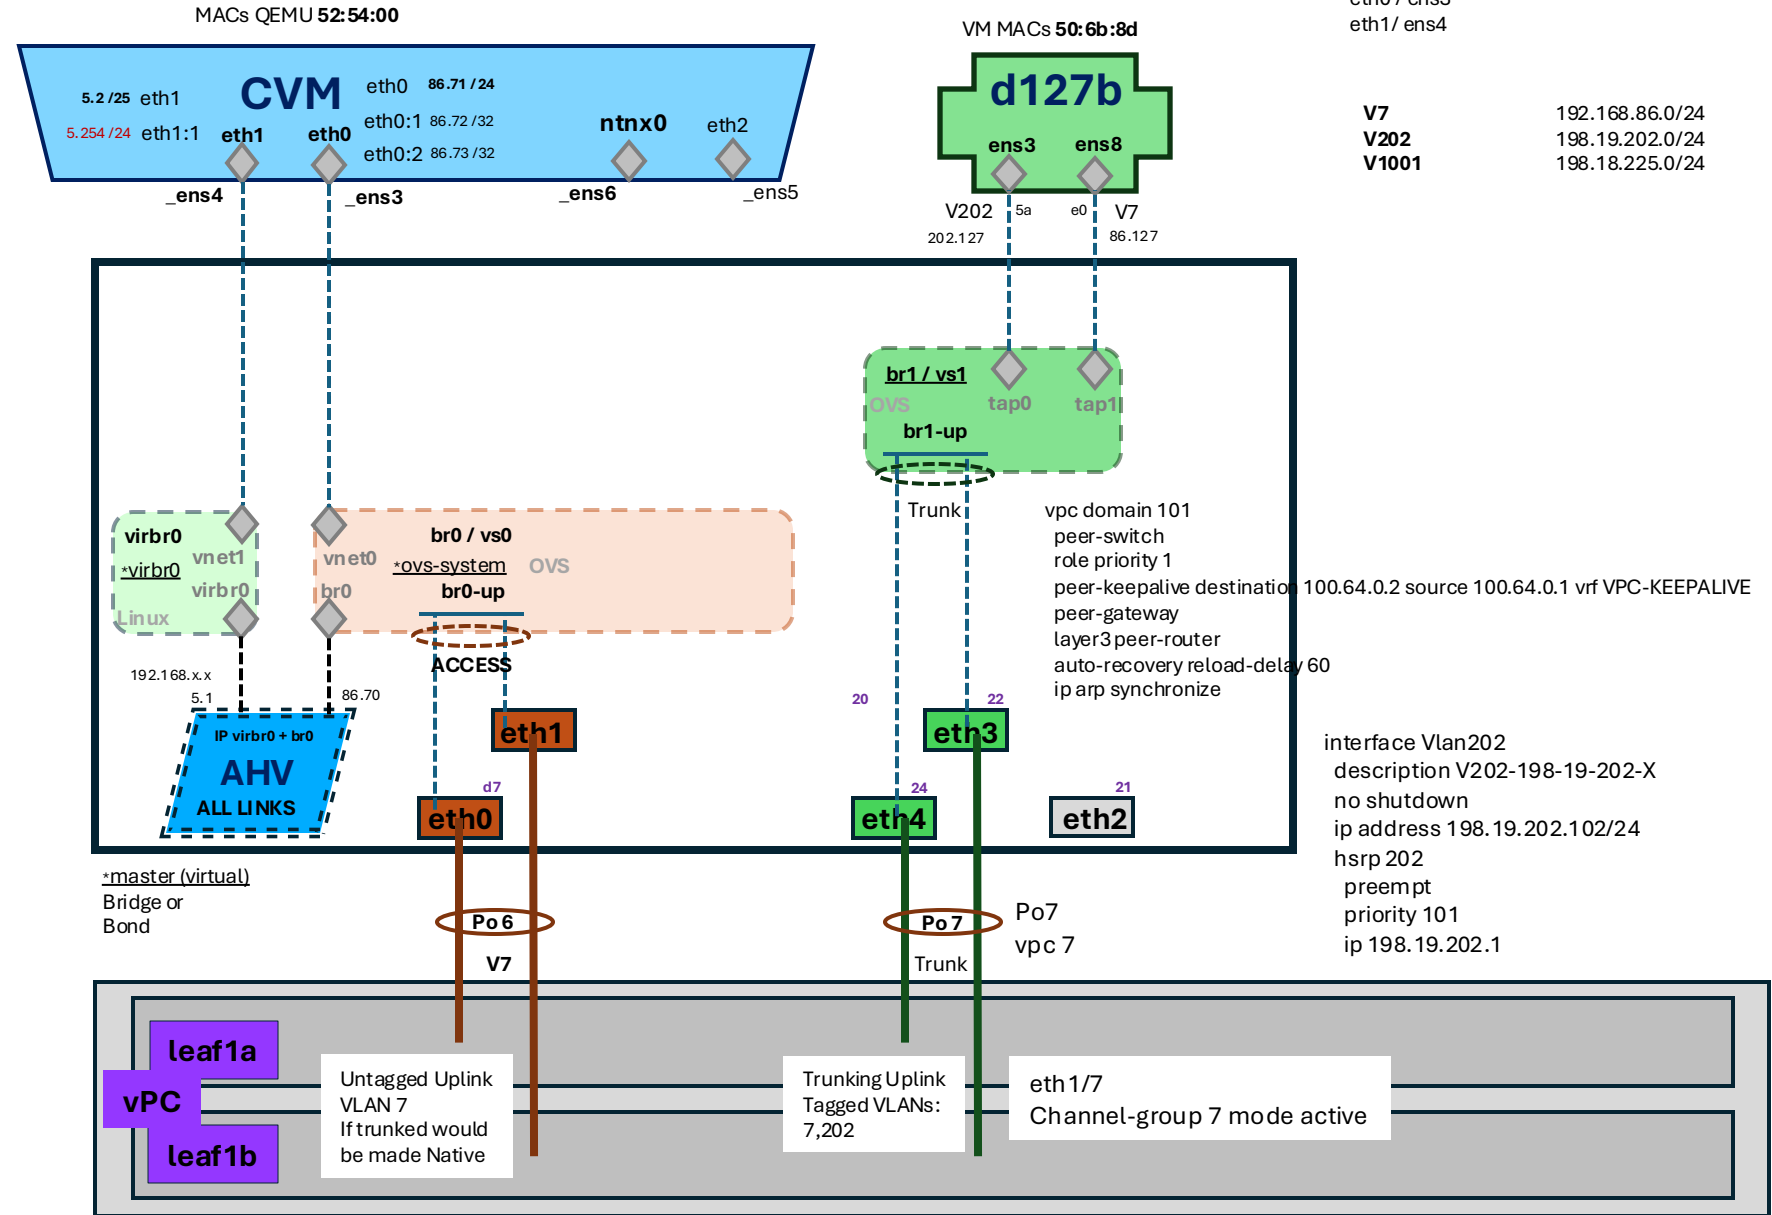 MACs QEMU 52:54:00
VM MACs 50:6b:8d
eth0 / ens3
eth1/ ens4
CVM
5.2 /25 eth1
5.254 /24 eth1:1
eth1
eth0
eth0 86.71 /24
eth0:1 86.72 /32
eth0:2 86.73 /32
ntnx0
eth2
_ens4
_ens3
_ens6
_ens5
d127b
ens3
ens8
V202
5a
e0
V7
202.127
86.127
V7 192.168.86.0/24
V202 198.19.202.0/24
V1001 198.18.225.0/24
br1 / vs1
OVS
tap0
tap1
br1-up
Trunk
virbr0
vnet1
*virbr0
virbr0
Linux
vnet0
br0
br0 / vs0
*ovs-system
OVS
br0-up
ACCESS
192.168.x.x
5.1
86.70
IP virbr0 + br0
AHV
ALL LINKS
eth1
d7
eth0
20
22
eth3
24
eth4
21
eth2
vpc domain 101
peer-switch
role priority 1
peer-keepalive destination 100.64.0.2 source 100.64.0.1 vrf VPC-KEEPALIVE
peer-gateway
layer3 peer-router
auto-recovery reload-delay 60
ip arp synchronize
interface Vlan202
description V202-198-19-202-X
no shutdown
ip address 198.19.202.102/24
hsrp 202
preempt
priority 101
ip 198.19.202.1
*master (virtual)
Bridge or
Bond
Po 6
V7
Po 7
Trunk
Po7
vpc 7
leaf1a
vPC
leaf1b
Untagged Uplink
VLAN 7
If trunked would
be made Native
Trunking Uplink
Tagged VLANs:
7,202
eth1/7
Channel-group 7 mode active